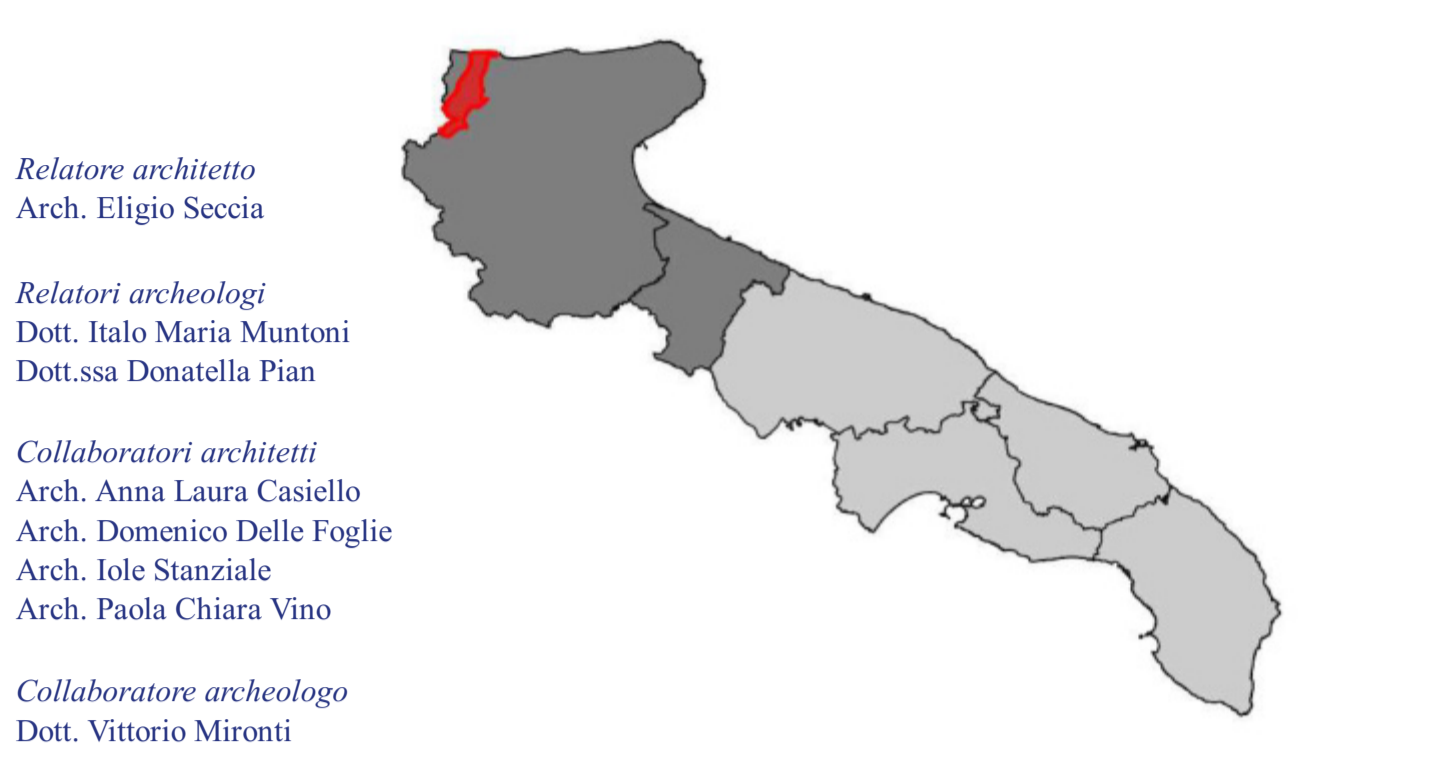 Relatore architetto
Arch. Eligio Seccia
Relatori archeologi
Dott. Italo Maria Muntoni
Dott.ssa Donatella Pian
Collaboratori architetti
Arch. Anna Laura Casiello
Arch. Domenico Delle Foglie
Arch. Iole Stanziale
Arch. Paola Chiara Vino
Collaboratore archeologo
Dott. Vittorio Mironti